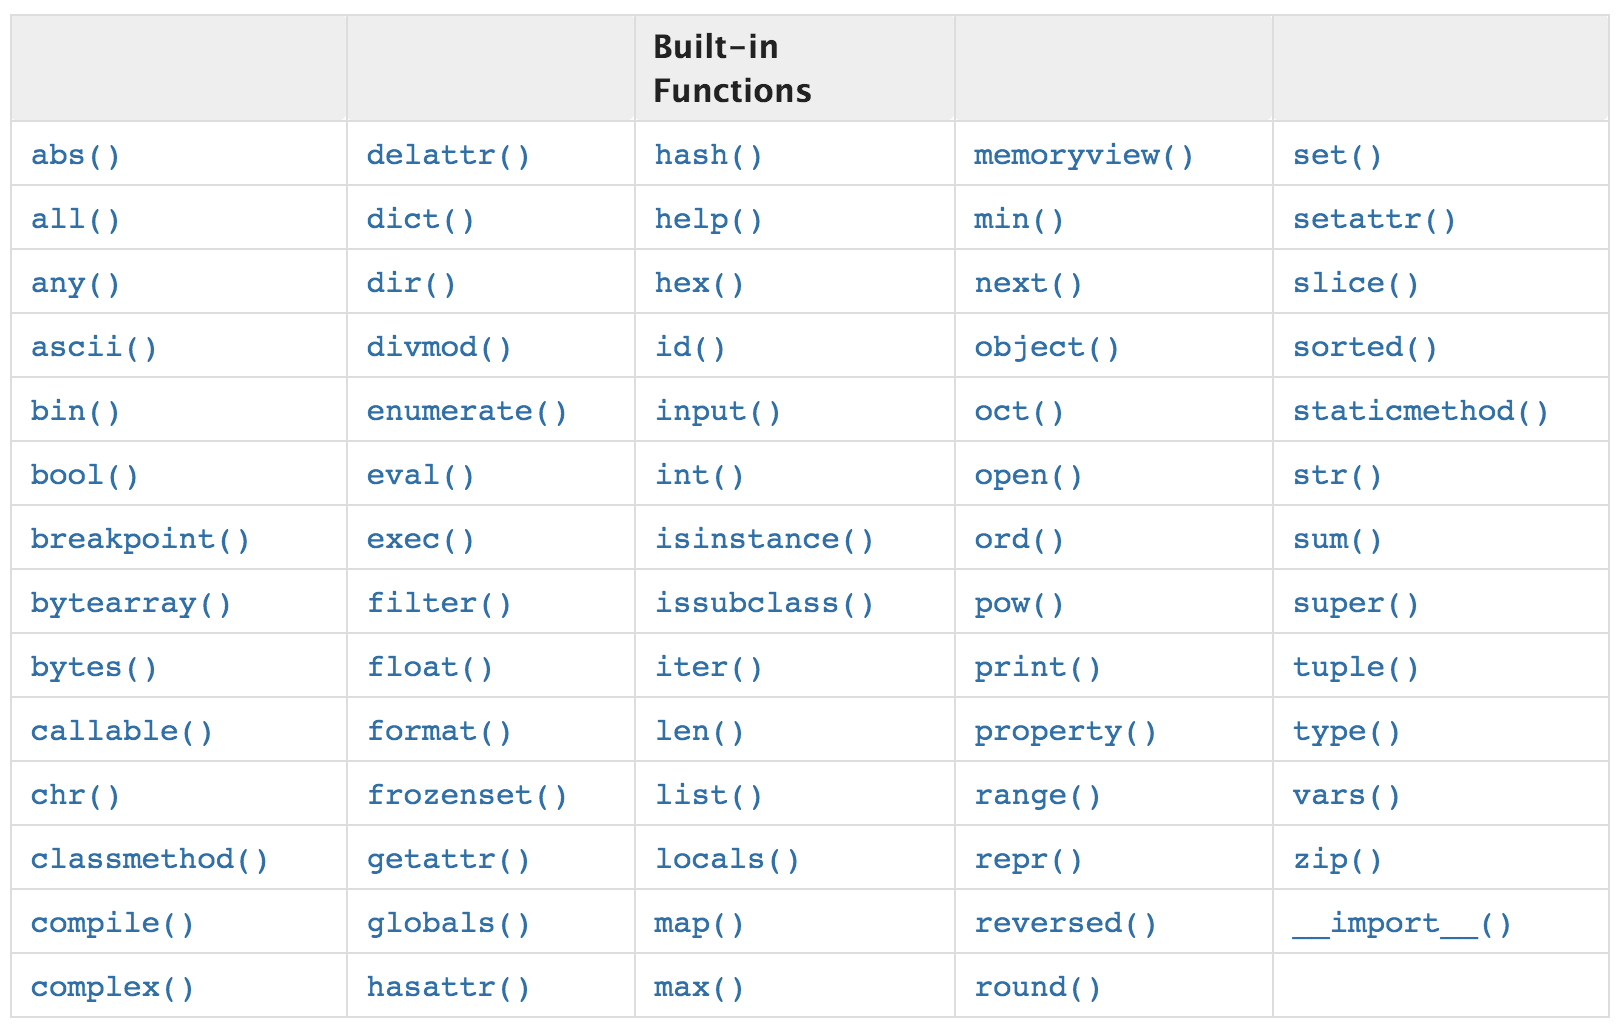 Built-in
Functions
abs() delattr() hash() memoryview() set()
all() dict() help() min() setattr()
any() dir() hex() next() slice()
ascii() divmod() id() object() sorted()
bin() enumerate() input() oct() staticmethod()
bool() eval() int() open() str()
breakpoint() exec() isinstance() ord() sum()
bytearray() filter() issubclass() pow() super()
bytes() float() iter() print() tuple()
callable() format() len() property() type()
chr() frozenset() list() range() vars()
classmethod() getattr() locals() repr() zip()
compile() globals() map() reversed() __import__()
complex() hasattr() max() round()